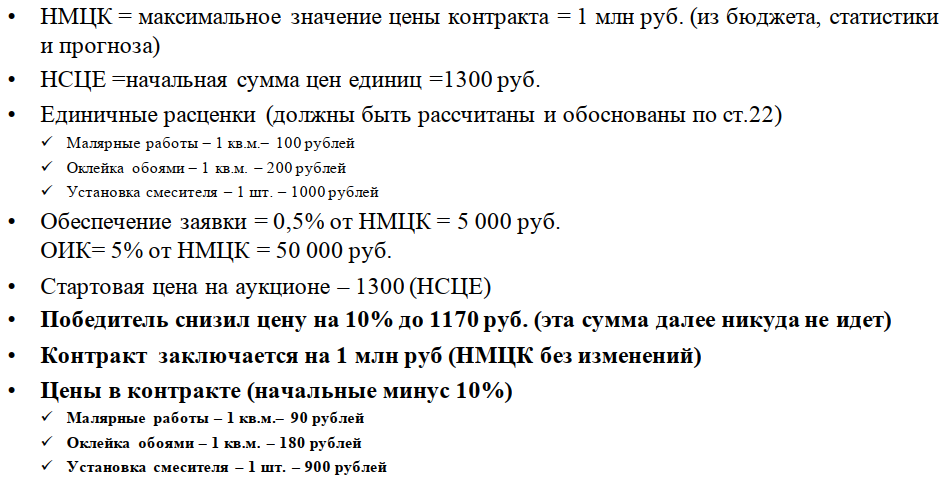 • НМЦК = максимальное значение цены контракта = 1 млн руб. (из бюджета, статистики
и прогноза)
• НСЦЕ =начальная сумма цен единиц =1300 руб.
• Единичные расценки (должны быть рассчитаны и обоснованы по ст.22)
✓ Малярные работы – 1 кв.м.– 100 рублей
✓ Оклейка обоями – 1 кв.м. – 200 рублей
✓ Установка смесителя – 1 шт. – 1000 рублей
• Обеспечение заявки = 0,5% от НМЦК = 5 000 руб.
ОИК= 5% от НМЦК = 50 000 руб.
• Стартовая цена на аукционе – 1300 (НСЦЕ)
• Победитель снизил цену на 10% до 1170 руб. (эта сумма далее никуда не идет)
• Контракт заключается на 1 млн руб (НМЦК без изменений)
• Цены в контракте (начальные минус 10%)
✓ Малярные работы – 1 кв.м.– 90 рублей
✓ Оклейка обоями – 1 кв.м. – 180 рублей
✓ Установка смесителя – 1 шт. – 900 рублей